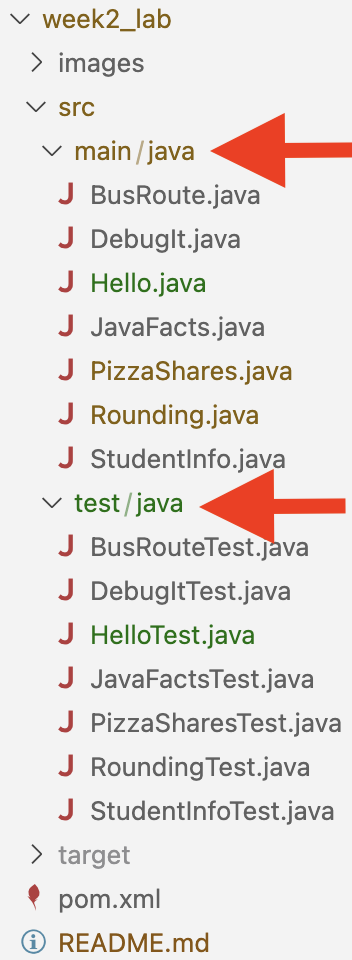 week2_lab
images
src
main/java
BusRoute.java
DebugIt.java
Hello.java
JavaFacts.java
PizzaShares.java
Rounding.java
StudentInfo.java
test/java
BusRouteTest.java
DebugItTest.java
HelloTest.java
JavaFactsTest.java
PizzaSharesTest.java
RoundingTest.java
StudentInfoTest.java
target
pom.xml
README.md